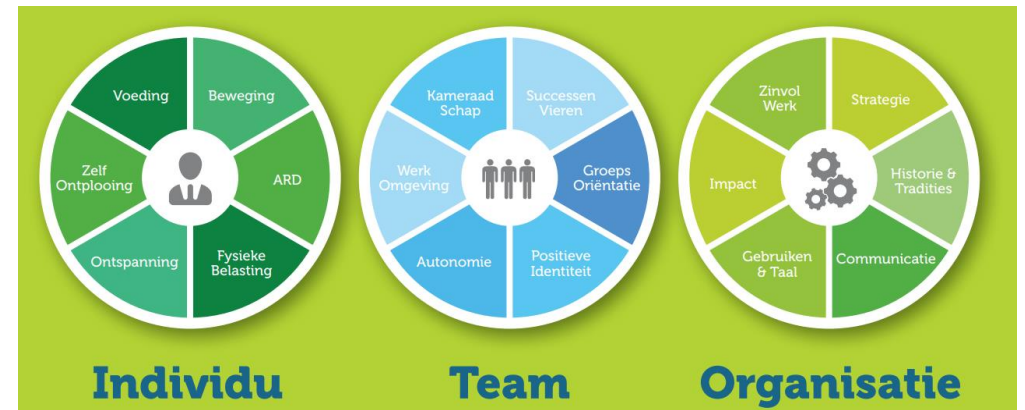 Voeding
Beweging
Zelf
Ontplooing
ARD
Ontspanning
Fysieke
Belasting
Kameraad
Schap
Successen
Vieren
Werk
Omgeving
Groeps
Oriëntatie
Autonomie
Positieve
Identiteit
Zinvol
Werk
Strategie
Impact
Historie &
Tradities
Gebruiken
& Taal
Communicatie
Individu
Team
Organisatie